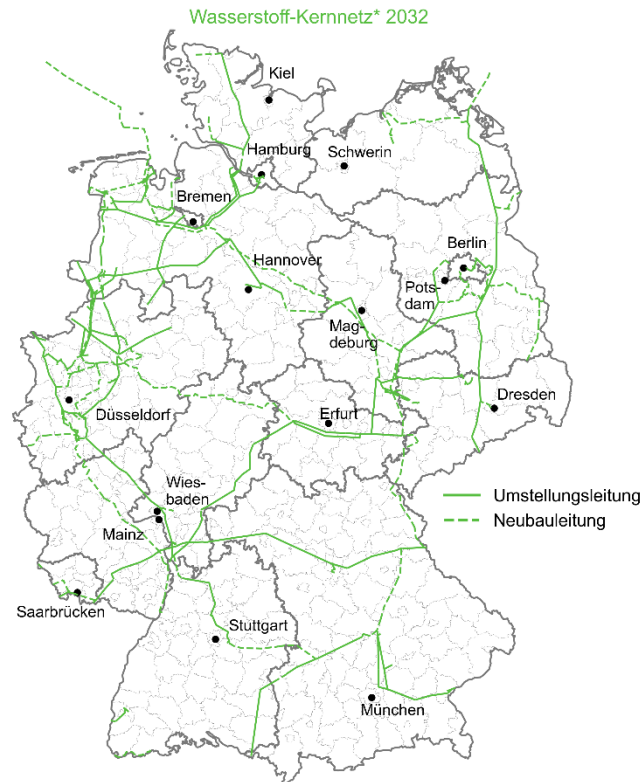 Wasserstoff-Kernnetz* 2032
Kiel
Hamburg
Schwerin
Bremen
Hannover
Berlin
Pots-
dam
Mag-
deburg
Düsseldorf
Erfurt
Dresden
Wies-
baden
Mainz
Umstellungsleitung
Neubauleitung
Saarbrücken
Stuttgart
München